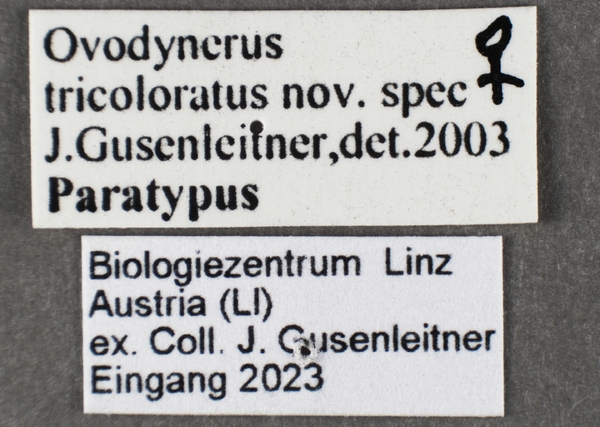 Ovodynerus ♀
tricoloratus nov. spec
J.Gusenleitner,det.2003
Paratypus
Biologiezentrum Linz
Austria (LI)
ex. Coll. J. Gusenleitner
Eingang 2023